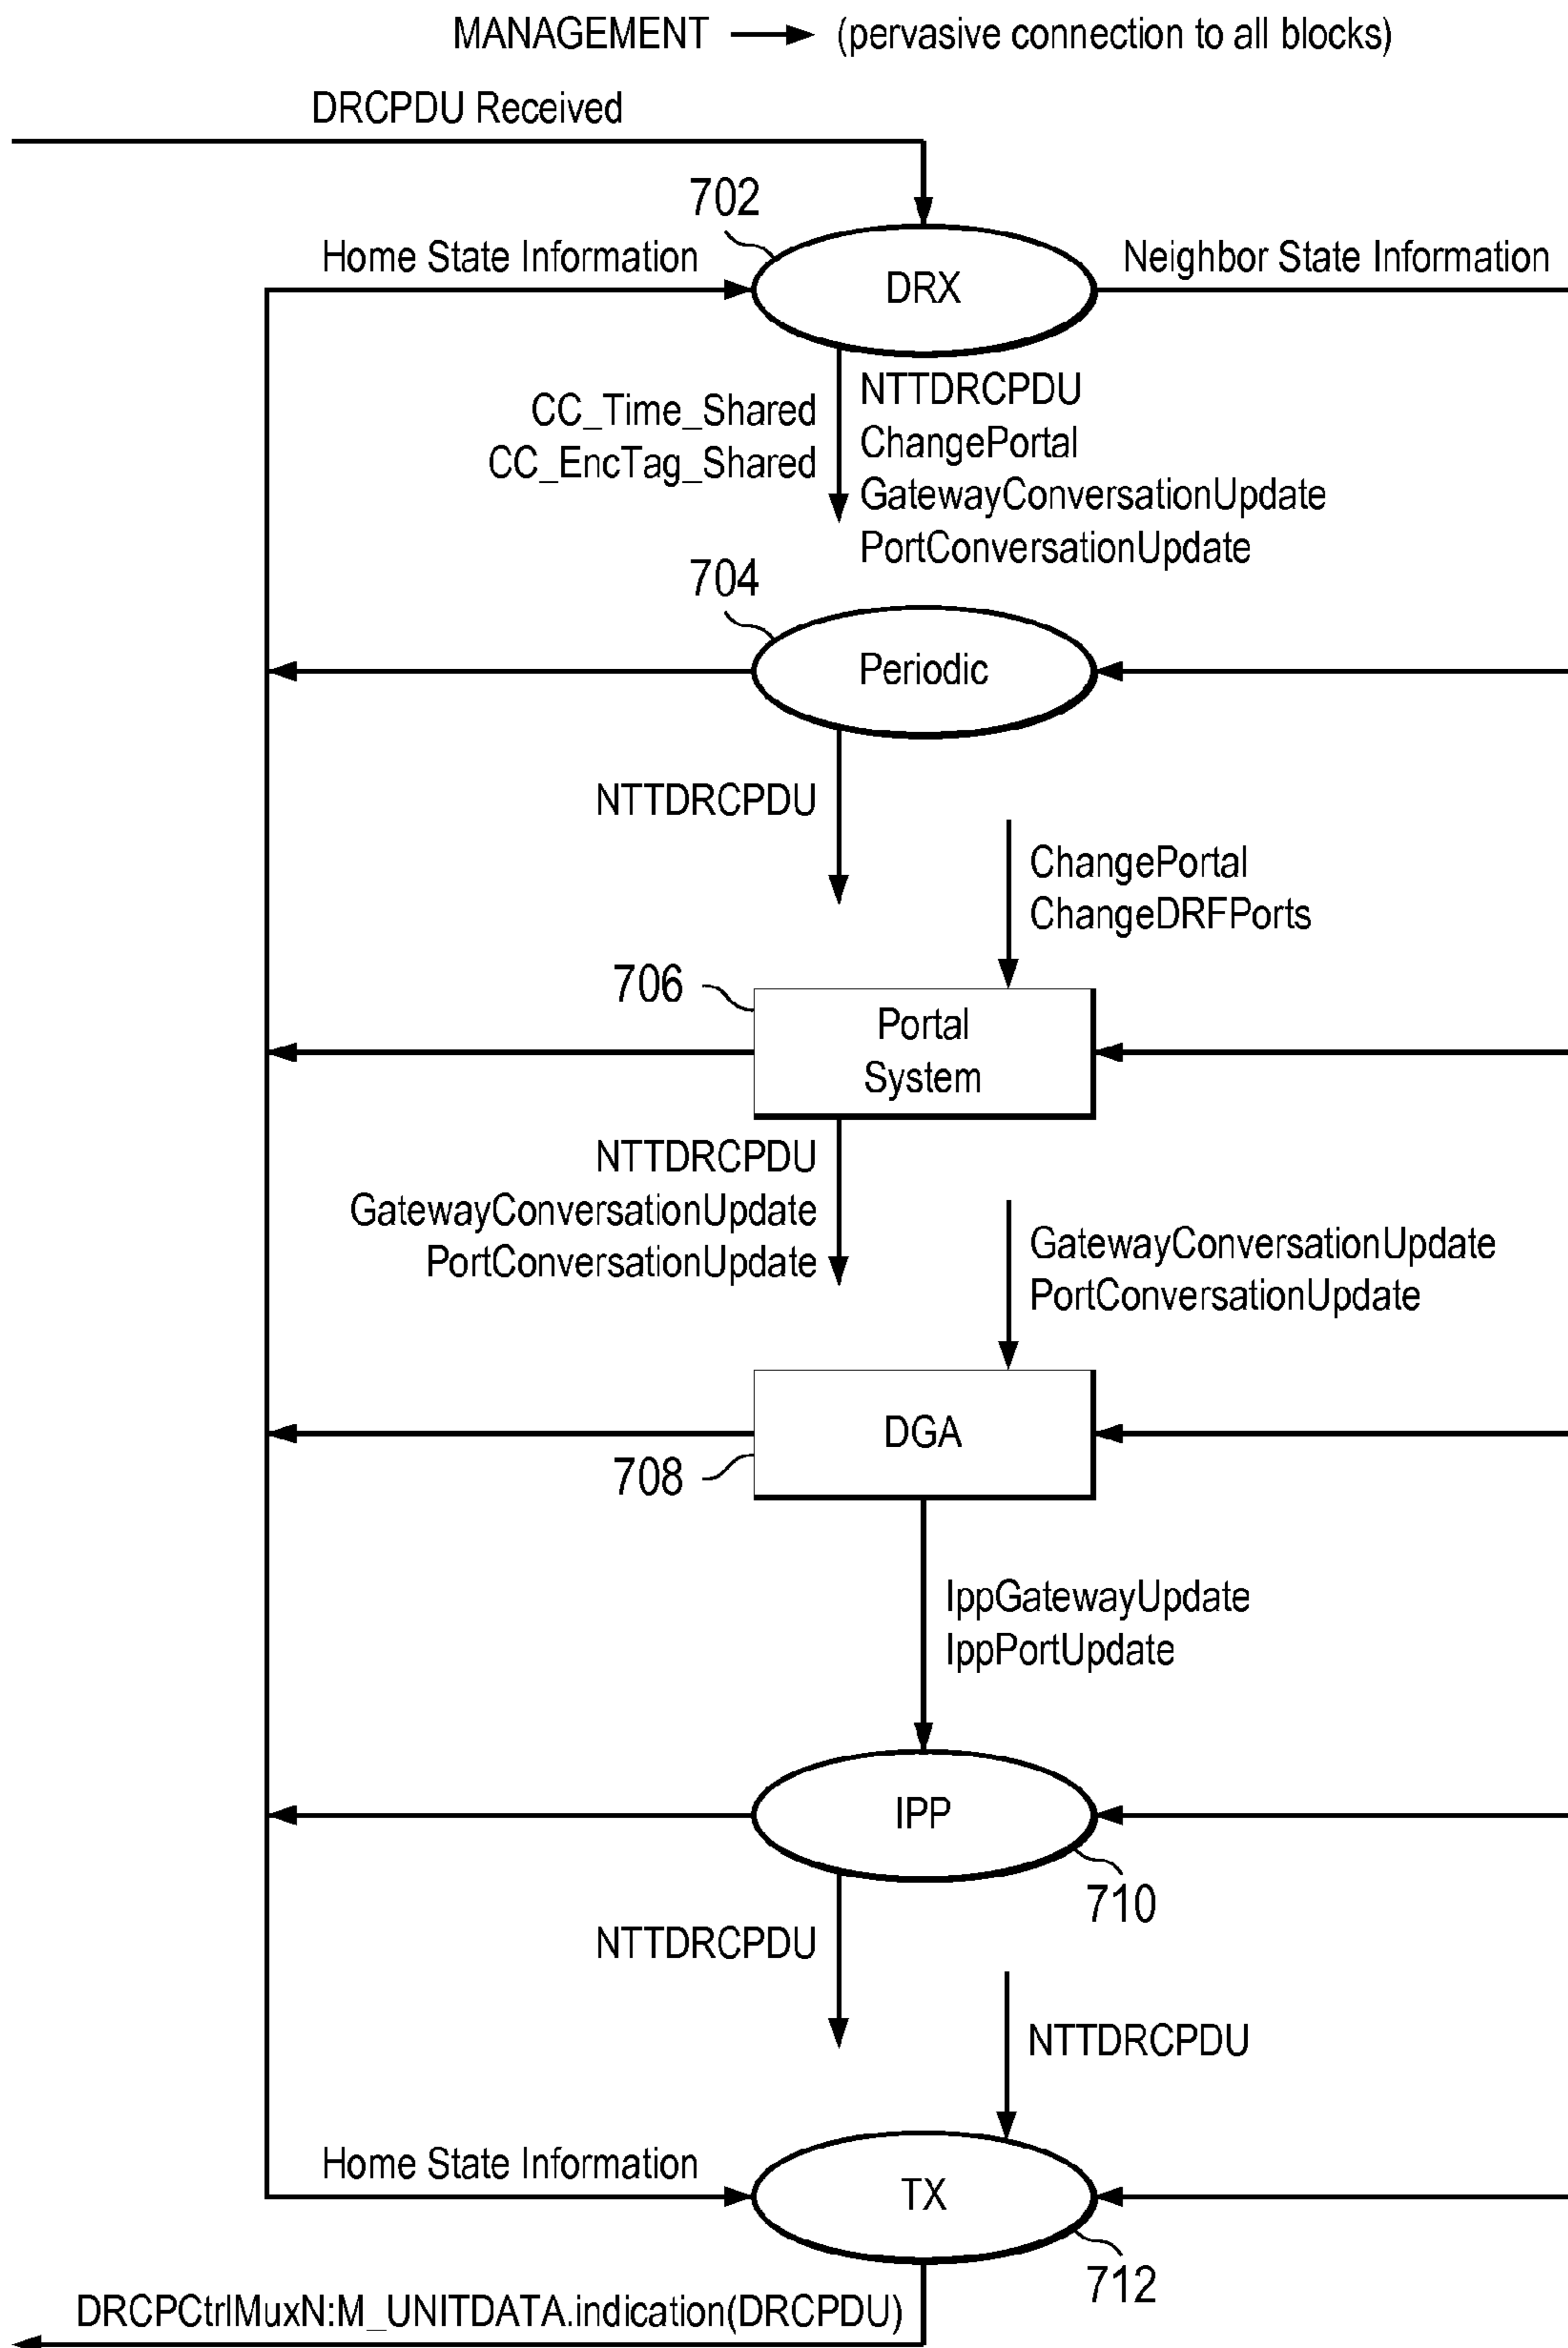 MANAGEMENT (pervasive connection to all blocks)
DRCPDU Received
702
Home State Information
DRX
Neighbor State Information
CC_Time_Shared
CC_EncTag_Shared
NTTDRCPDU
ChangePortal
GatewayConversationUpdate
PortConversationUpdate
704
Periodic
NTTDRCPDU
ChangePortal
ChangeDRFPorts
706
Portal
System
NTTDRCPDU
GatewayConversationUpdate
PortConversationUpdate
GatewayConversationUpdate
PortConversationUpdate
DGA
708
IppGatewayUpdate
IppPortUpdate
IPP
710
NTTDRCPDU
NTTDRCPDU
Home State Information
TX
712
DRCPCtrlMuxN:M_UNITDATA.indication(DRCPDU)